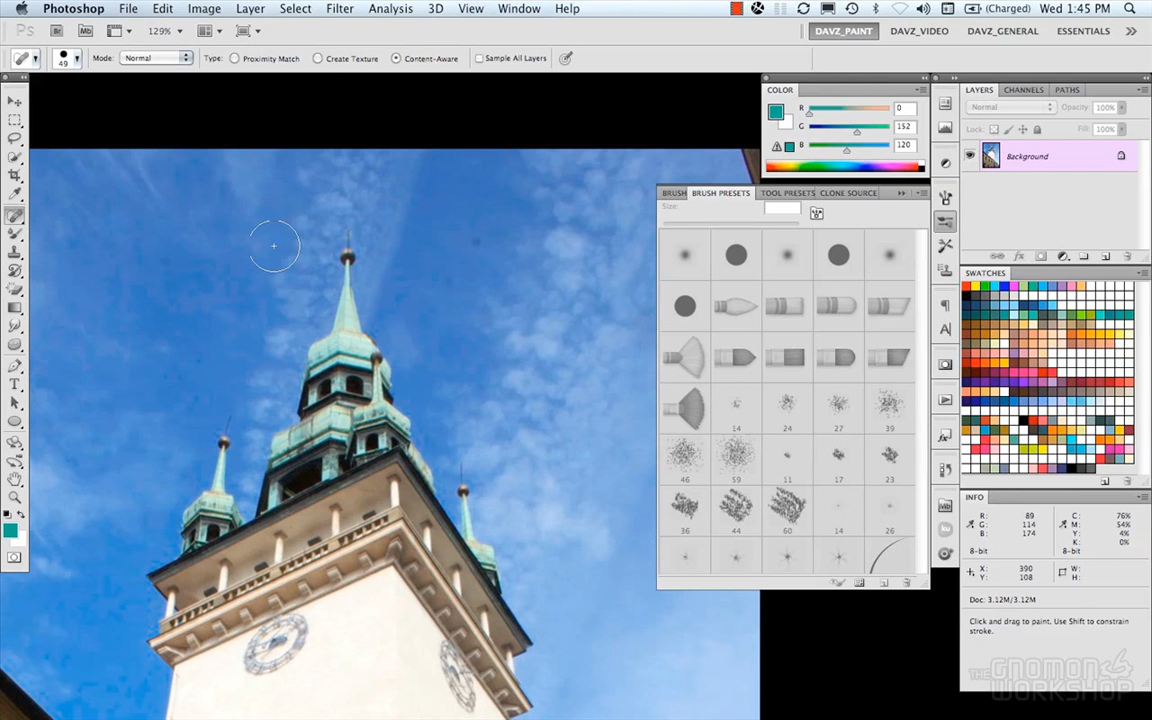 Photoshop File Edit Image Layer Select Filter Analysis 3D View Window Help (Charged) Wed 1:45 PM
Ps Br Mb 129% DAVZ_PAINT DAVZ_VIDEO DAVZ_GENERAL ESSENTIALS
49 Mode: Normal Type: Proximity Match Create Texture Content-Aware Sample All Layers
COLOR
R 0
G 152
B 120
LAYERS CHANNELS PATHS
Normal Opacity: 100%
Lock: Fill: 100%
Background
BRUSH BRUSH PRESETS TOOL PRESETS CLONE SOURCE
Size:
14 24 27 39
46 59 11 17 23
36 44 60 14 26
SWATCHES
INFO
R: 89 C: 76%
G: 114 M: 54%
B: 174 Y: 4%
K: 0%
8-bit 8-bit
X: 390 W:
Y: 108 H:
Doc: 3.12M/3.12M
Click and drag to paint. Use Shift to constrain
stroke.
THE GNOMON
WORKSHOP